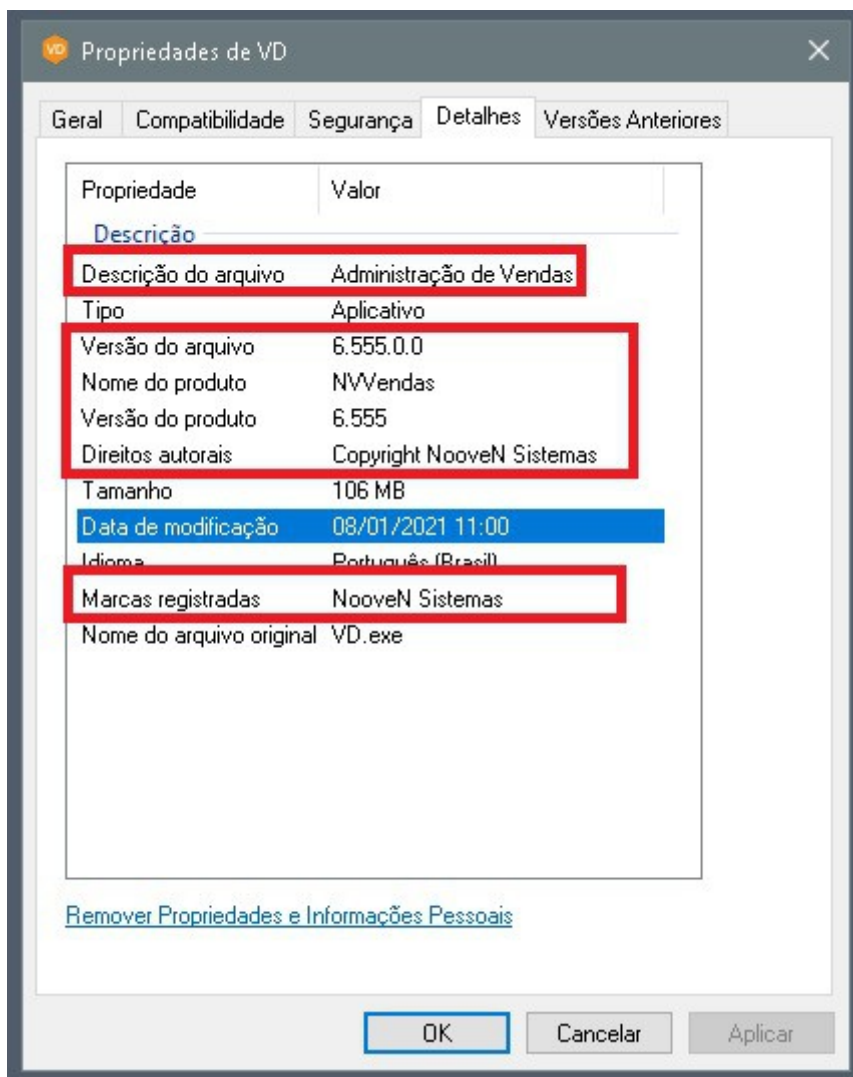 VD Propriedades de VD
Geral Compatibilidade Segurança Detalhes Versões Anteriores
Propriedade Valor
Descrição
Descrição do arquivo Administração de Vendas
Tipo Aplicativo
Versão do arquivo 6.555.0.0
Nome do produto NVVendas
Versão do produto 6.555
Direitos autorais Copyright NooveN Sistemas
Tamanho 106 MB
Data de modificação 08/01/2021 11:00
Idioma Português (Brasil)
Marcas registradas NooveN Sistemas
Nome do arquivo original VD.exe
Remover Propriedades e Informações Pessoais
OK Cancelar Aplicar